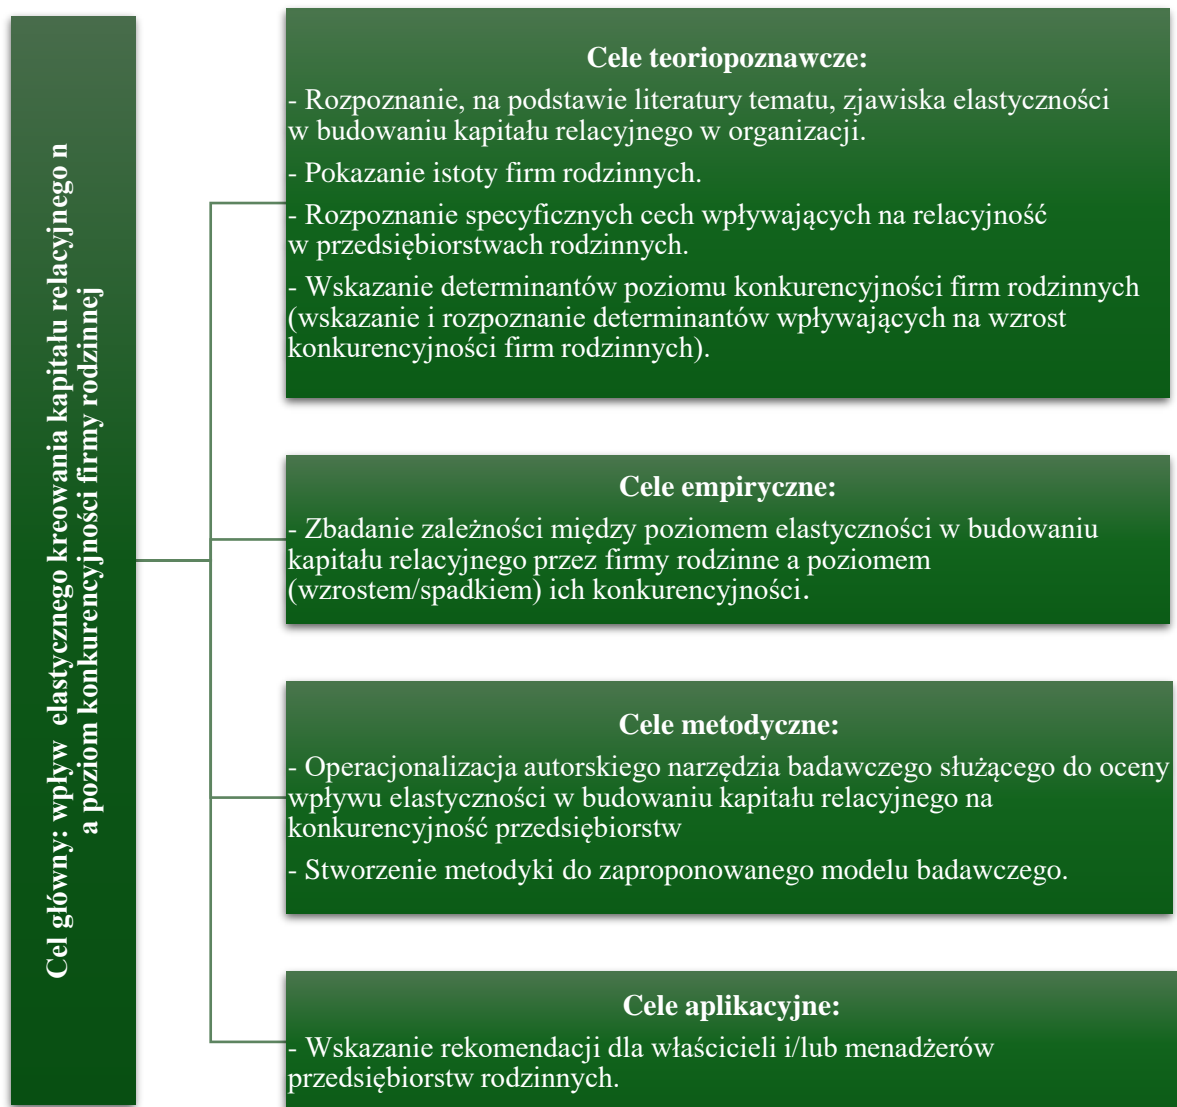 Cel główny: wpływ elastycznego kreowania kapitału relacyjnego n
a poziom konkurencyjności firmy rodzinnej
Cele teoriopoznawcze:
- Rozpoznanie, na podstawie literatury tematu, zjawiska elastyczności
w budowaniu kapitału relacyjnego w organizacji.
- Pokazanie istoty firm rodzinnych.
- Rozpoznanie specyficznych cech wpływających na relacyjność
w przedsiębiorstwach rodzinnych.
- Wskazanie determinantów poziomu konkurencyjności firm rodzinnych
(wskazanie i rozpoznanie determinantów wpływających na wzrost
konkurencyjności firm rodzinnych).
Cele empiryczne:
- Zbadanie zależności między poziomem elastyczności w budowaniu
kapitału relacyjnego przez firmy rodzinne a poziomem
(wzrostem/spadkiem) ich konkurencyjności.
Cele metodyczne:
- Operacjonalizacja autorskiego narzędzia badawczego służącego do oceny
wpływu elastyczności w budowaniu kapitału relacyjnego na
konkurencyjność przedsiębiorstw
- Stworzenie metodyki do zaproponowanego modelu badawczego.
Cele aplikacyjne:
- Wskazanie rekomendacji dla właścicieli i/lub menadżerów
przedsiębiorstw rodzinnych.